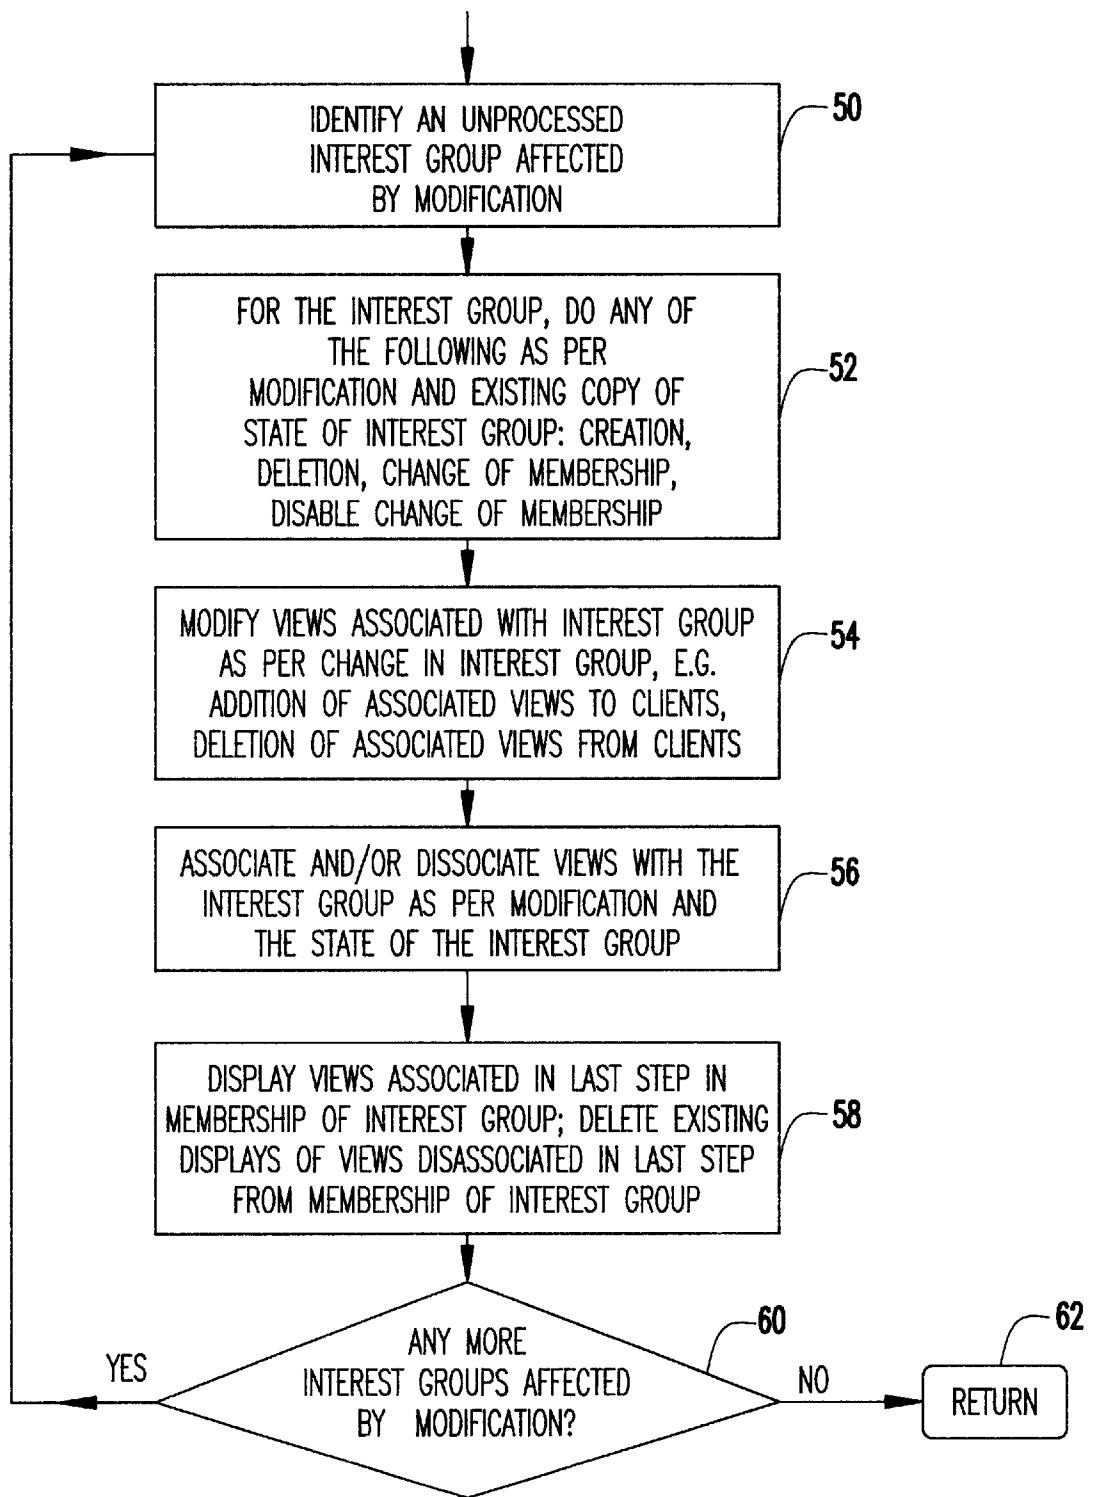 IDENTIFY AN UNPROCESSED
INTEREST GROUP AFFECTED
BY MODIFICATION
50
FOR THE INTEREST GROUP, DO ANY OF
THE FOLLOWING AS PER
MODIFICATION AND EXISTING COPY OF
STATE OF INTEREST GROUP: CREATION,
DELETION, CHANGE OF MEMBERSHIP,
DISABLE CHANGE OF MEMBERSHIP
52
MODIFY VIEWS ASSOCIATED WITH INTEREST GROUP
AS PER CHANGE IN INTEREST GROUP, E.G.
ADDITION OF ASSOCIATED VIEWS TO CLIENTS,
DELETION OF ASSOCIATED VIEWS FROM CLIENTS
54
ASSOCIATE AND/OR DISSOCIATE VIEWS WITH THE
INTEREST GROUP AS PER MODIFICATION AND
THE STATE OF THE INTEREST GROUP
56
DISPLAY VIEWS ASSOCIATED IN LAST STEP IN
MEMBERSHIP OF INTEREST GROUP; DELETE EXISTING
DISPLAYS OF VIEWS DISASSOCIATED IN LAST STEP
FROM MEMBERSHIP OF INTEREST GROUP
58
ANY MORE
INTEREST GROUPS AFFECTED
BY MODIFICATION?
60
YES
NO
RETURN
62